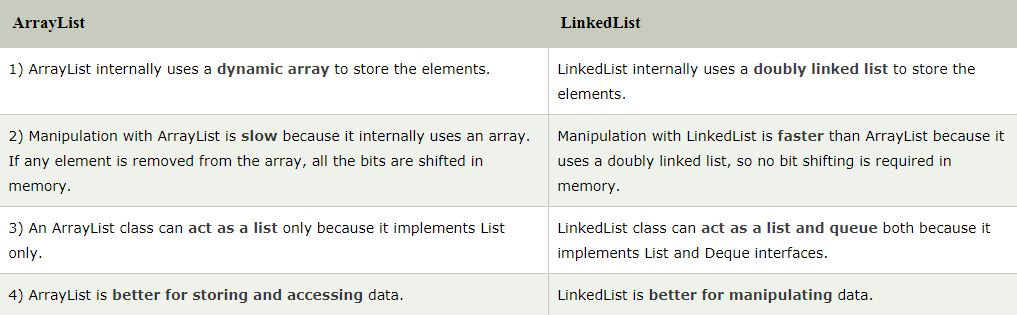 ArrayList
LinkedList
1) ArrayList internally uses a dynamic array to store the elements.
LinkedList internally uses a doubly linked list to store the
elements.
2) Manipulation with ArrayList is slow because it internally uses an array.
If any element is removed from the array, all the bits are shifted in
memory.
Manipulation with LinkedList is faster than ArrayList because it
uses a doubly linked list, so no bit shifting is required in
memory.
3) An ArrayList class can act as a list only because it implements List
only.
LinkedList class can act as a list and queue both because it
implements List and Deque interfaces.
4) ArrayList is better for storing and accessing data.
LinkedList is better for manipulating data.